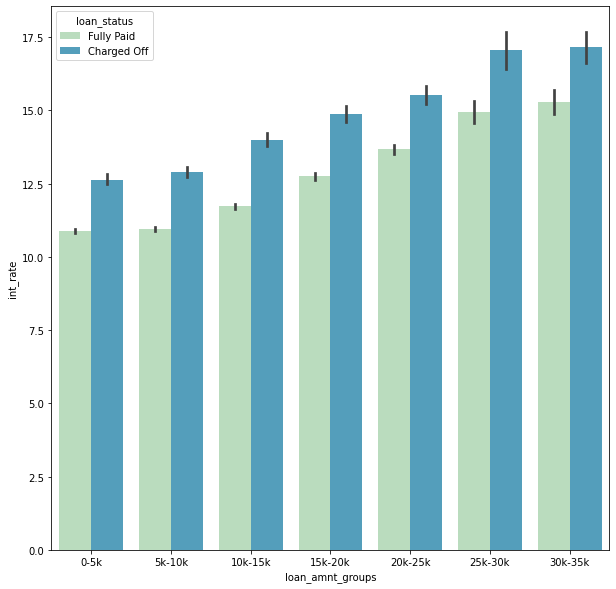 loan_status
Fully Paid
Charged Off
17.5
15.0
12.5
10.0
7.5
5.0
2.5
0.0
int_rate
0-5k 5k-10k 10k-15k 15k-20k 20k-25k 25k-30k 30k-35k
loan_amnt_groups